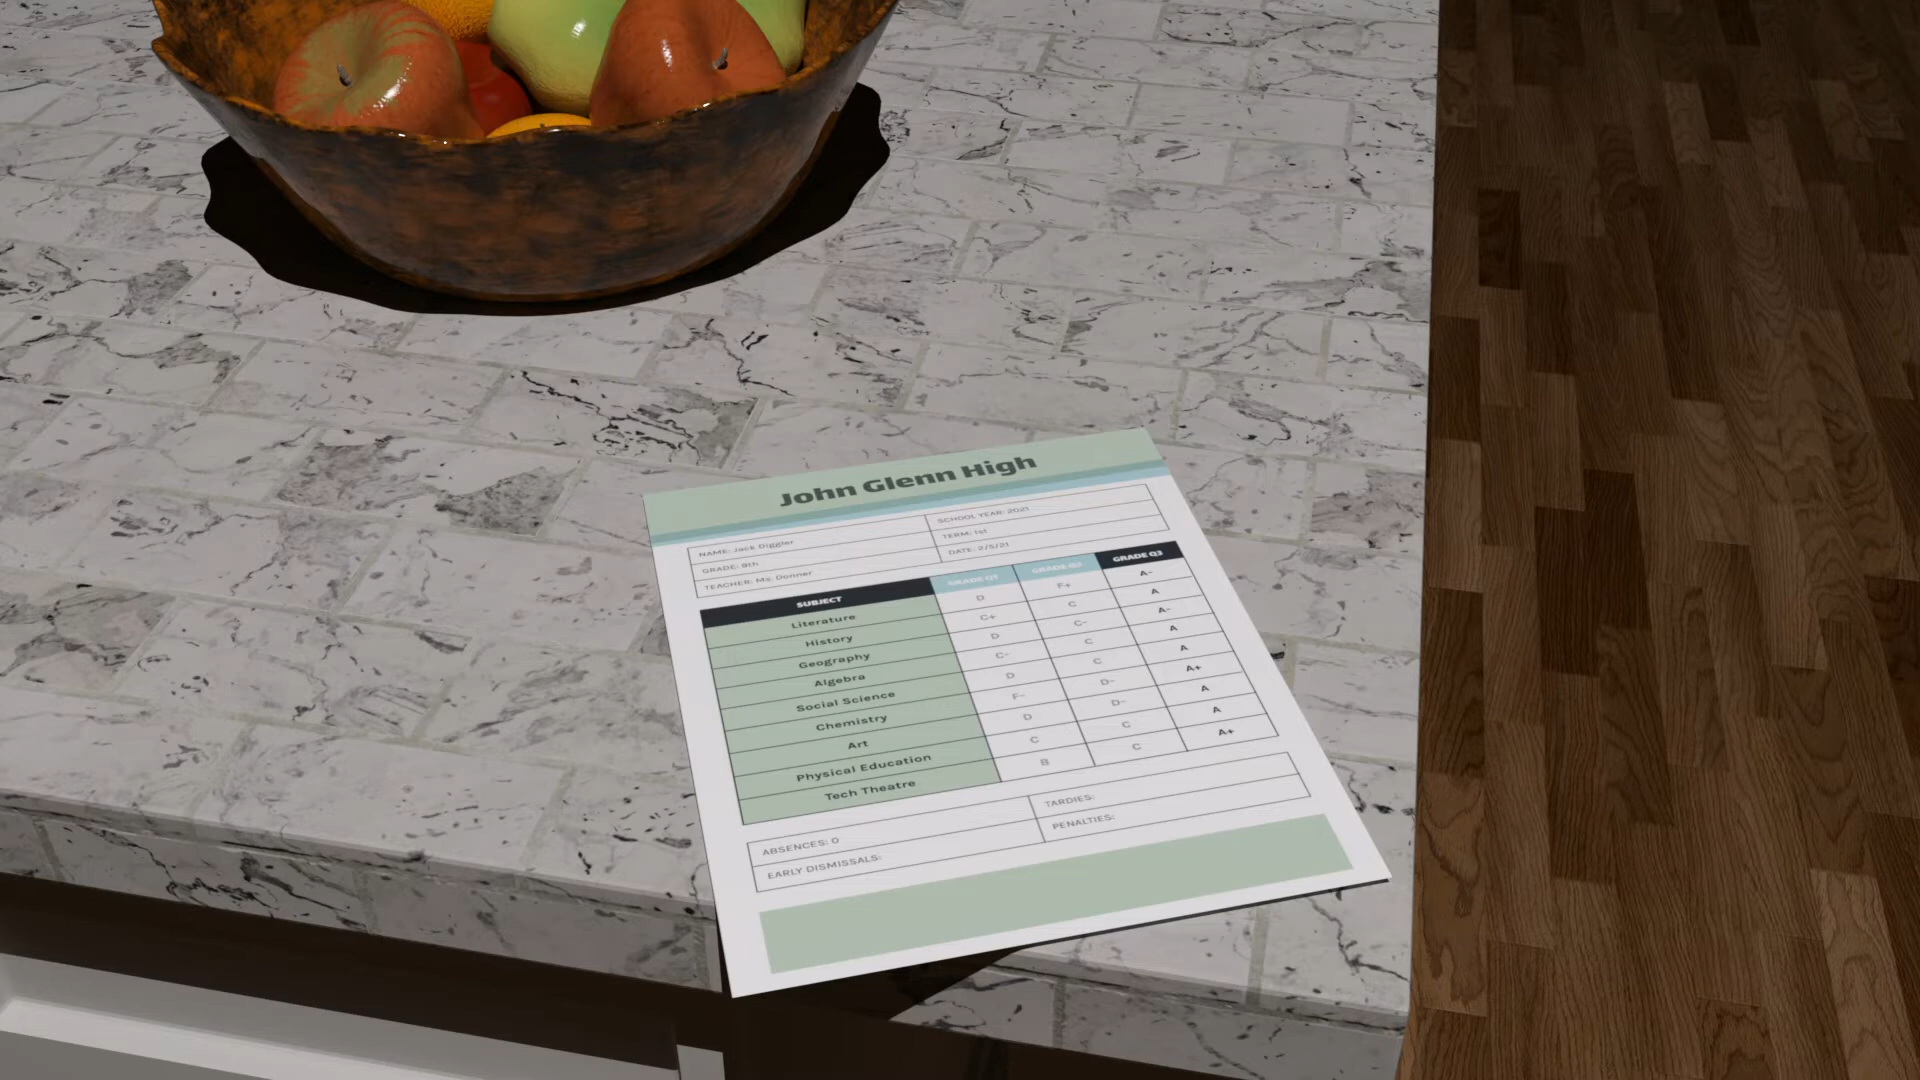 John Glenn High
NAME: Jack Diggler
SCHOOL YEAR: 2021
GRADE: 9th
TERM: 1st
TEACHER: Ms. Donner
DATE: 2/5/21
SUBJECT GRADE Q1 GRADE Q2 GRADE Q3
Literature D F+ A-
History C+ C A
Geography D C- A-
Algebra C- C A
Social Science D C A
Chemistry F- D- A+
Art D D- A
Physical Education C C A
Tech Theatre B C A+
ABSENCES: 0
TARDIES:
EARLY DISMISSALS:
PENALTIES: